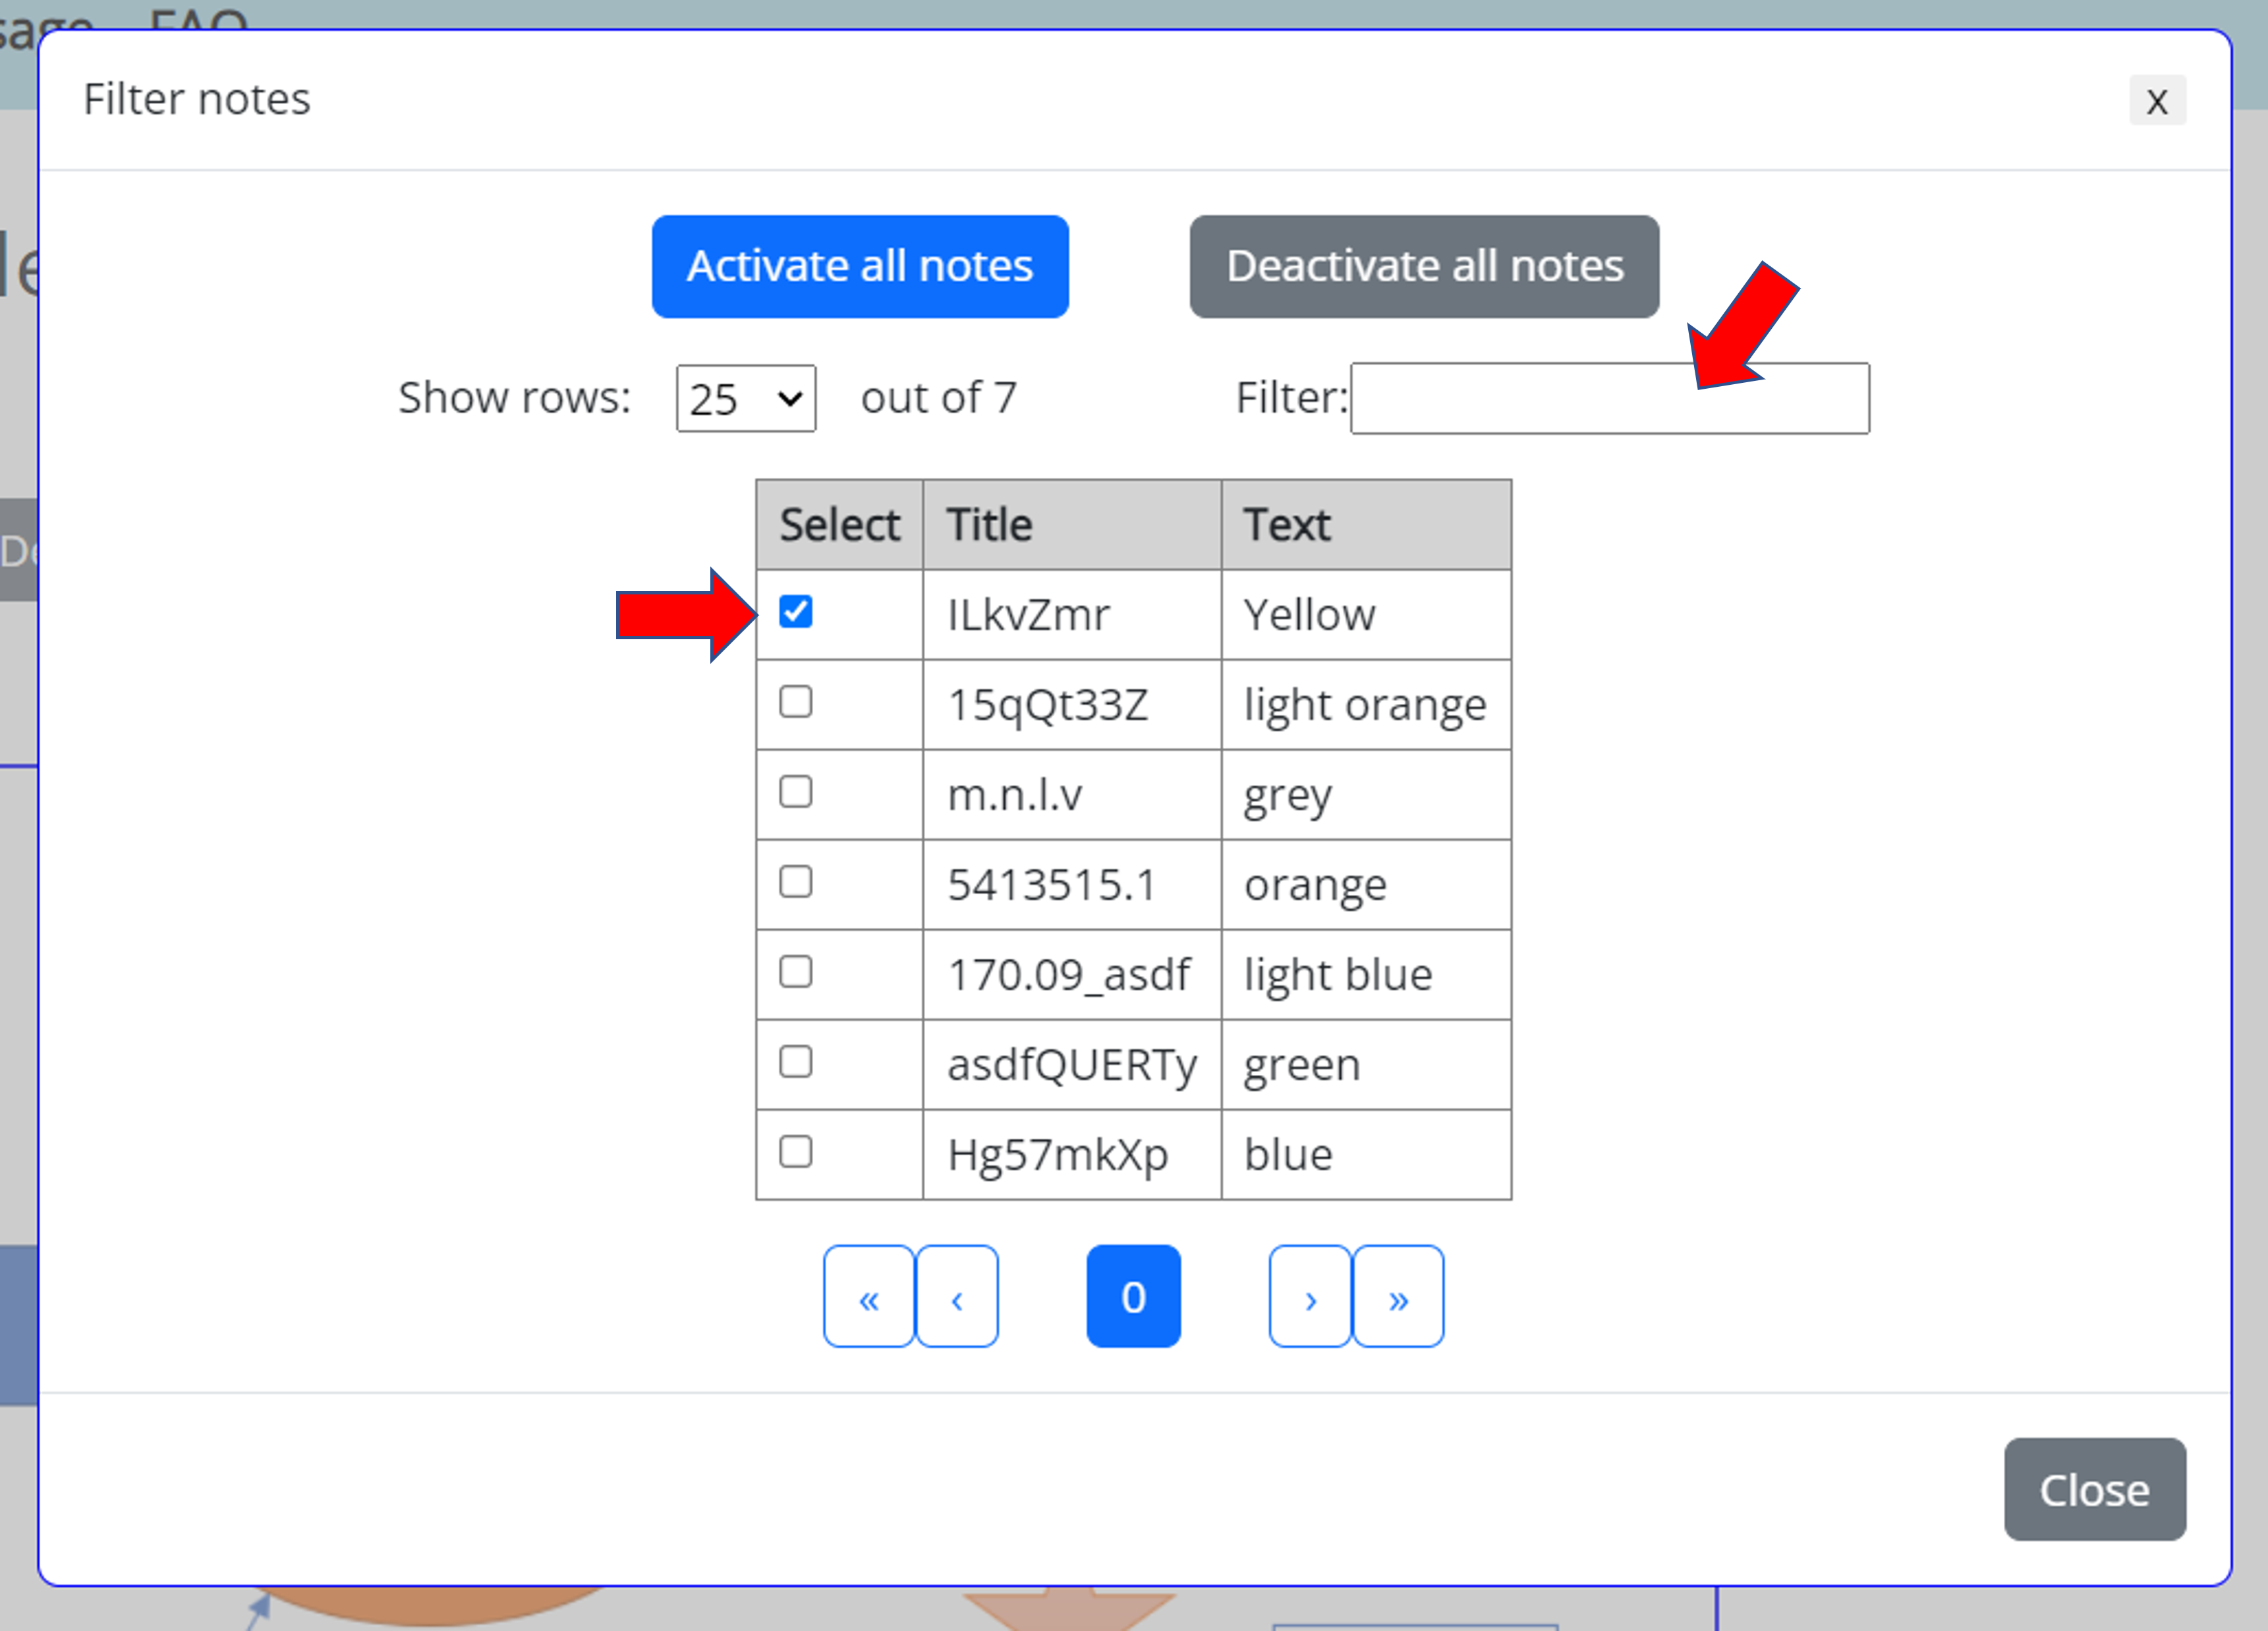 FAQ
Filter notes
X
Activate all notes Deactivate all notes
Show rows: 25 out of 7 Filter:
Select Title Text
ILkvZmr Yellow
15qQt33Z light orange
m.n.l.v grey
5413515.1 orange
170.09_asdf light blue
asdfQUERTy green
Hg57mkXp blue
« ‹ 0 › »
Close